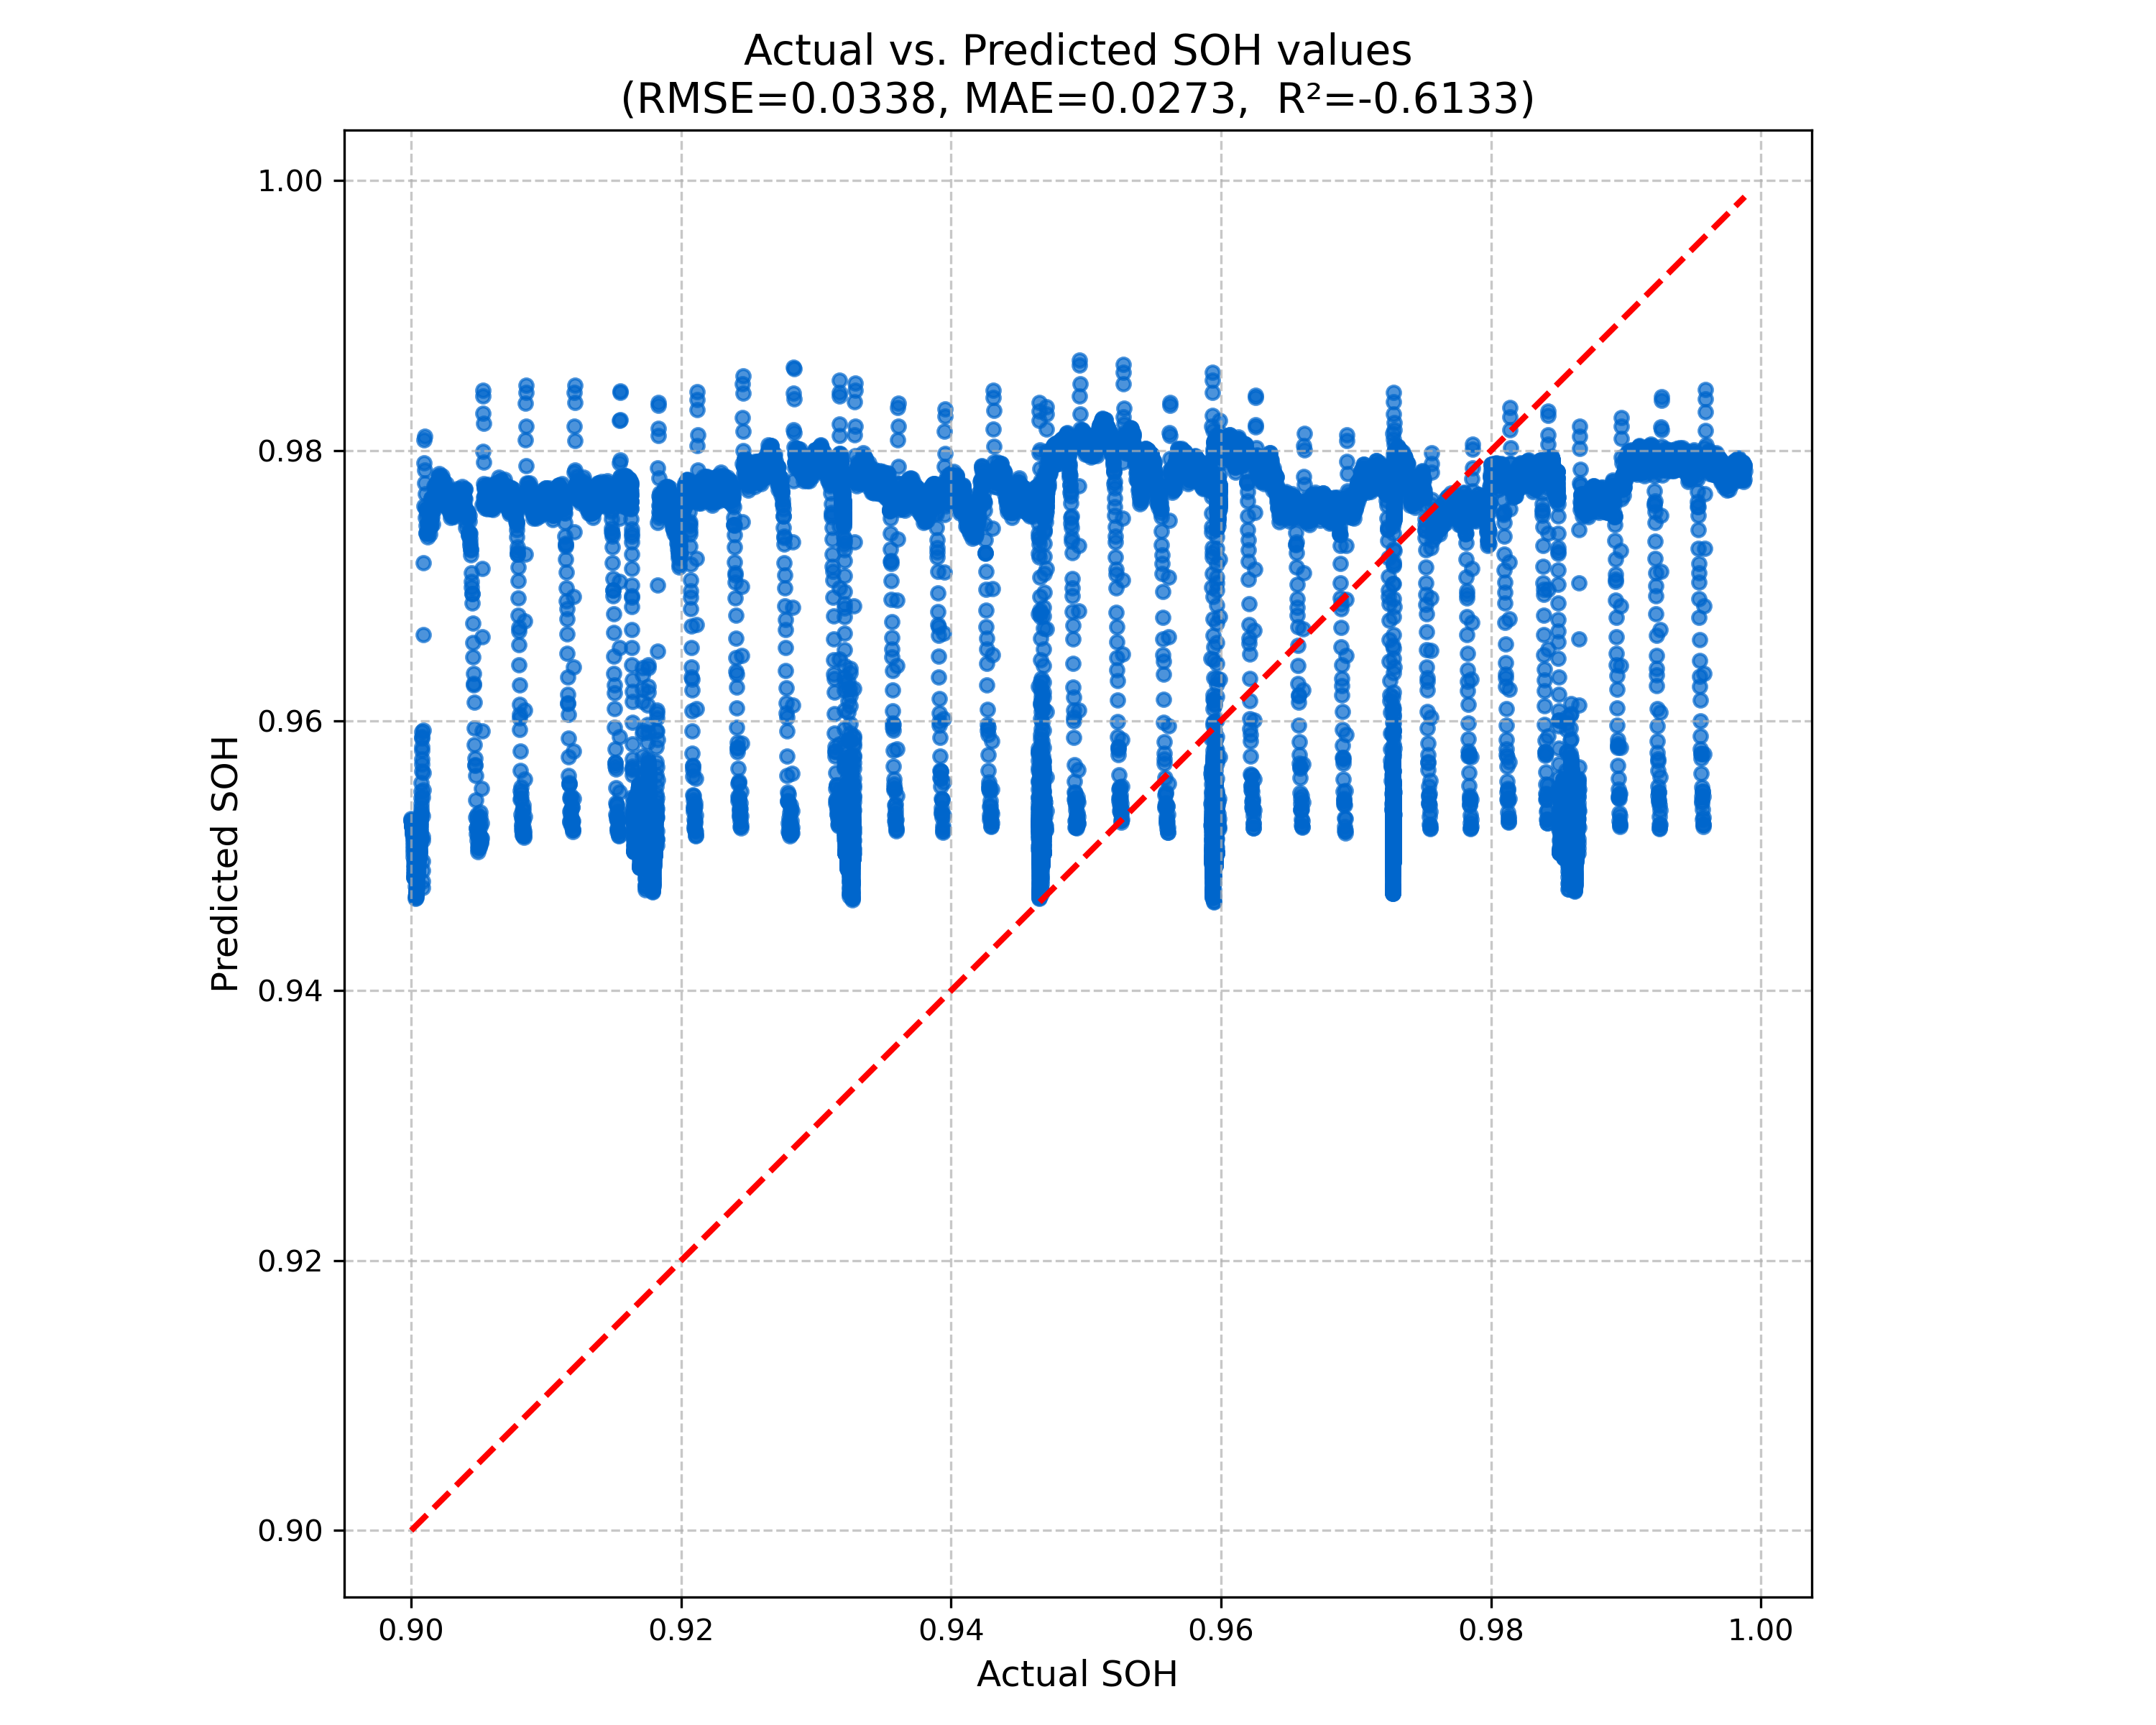 Actual vs. Predicted SOH values
(RMSE=0.0338, MAE=0.0273, R²=-0.6133)
1.00
0.98
0.96
0.94
0.92
0.90
Predicted SOH
0.90 0.92 0.94 0.96 0.98 1.00
Actual SOH